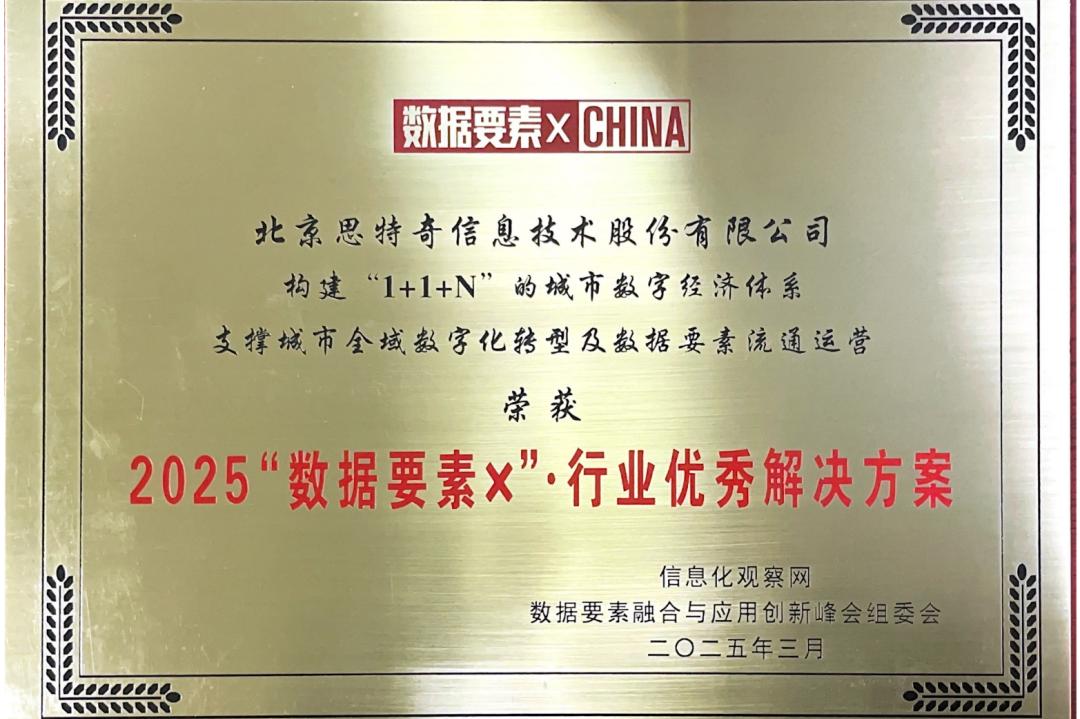 数据要素×CHINA
北京思特奇信息技术股份有限公司
构建“1+1+N”的城市数字经济体系
支撑城市全域数字化转型及数据要素流通运营
荣获
2025“数据要素×”·行业优秀解决方案
信息化观察网
数据要素融合与应用创新峰会组委会
二〇二五年三月